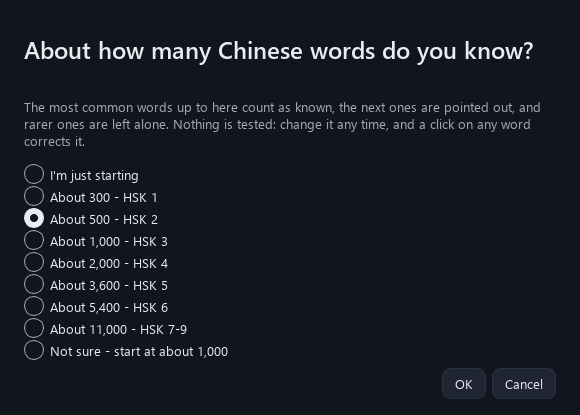 About how many Chinese words do you know?
The most common words up to here count as known, the next ones are pointed out, and
rarer ones are left alone. Nothing is tested: change it any time, and a click on any word
corrects it.
I'm just starting
About 300 - HSK 1
About 500 - HSK 2
About 1,000 - HSK 3
About 2,000 - HSK 4
About 3,600 - HSK 5
About 5,400 - HSK 6
About 11,000 - HSK 7-9
Not sure - start at about 1,000
OK
Cancel